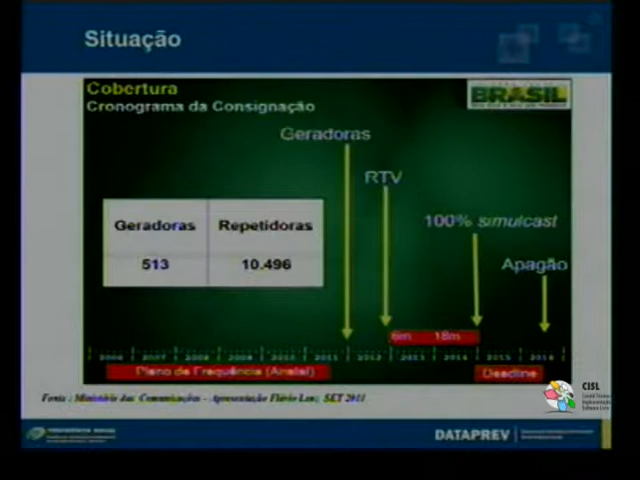 Situação
Cobertura
Cronograma da Consignação
BRASIL
Geradoras
RTV
100% simulcast
Apagão
Geradoras Repetidoras
513 10.496
6m 18m
2006 2007 2008 2009 2010 2011 2012 2013 2014 2015 2016
Plano de Frequência (Anatel)
Deadline
Fonte : Ministério das Comunicações - Apresentação Flávio Lenz, SET 2011
CISL
PREVIDÊNCIA SOCIAL
DATAPREV